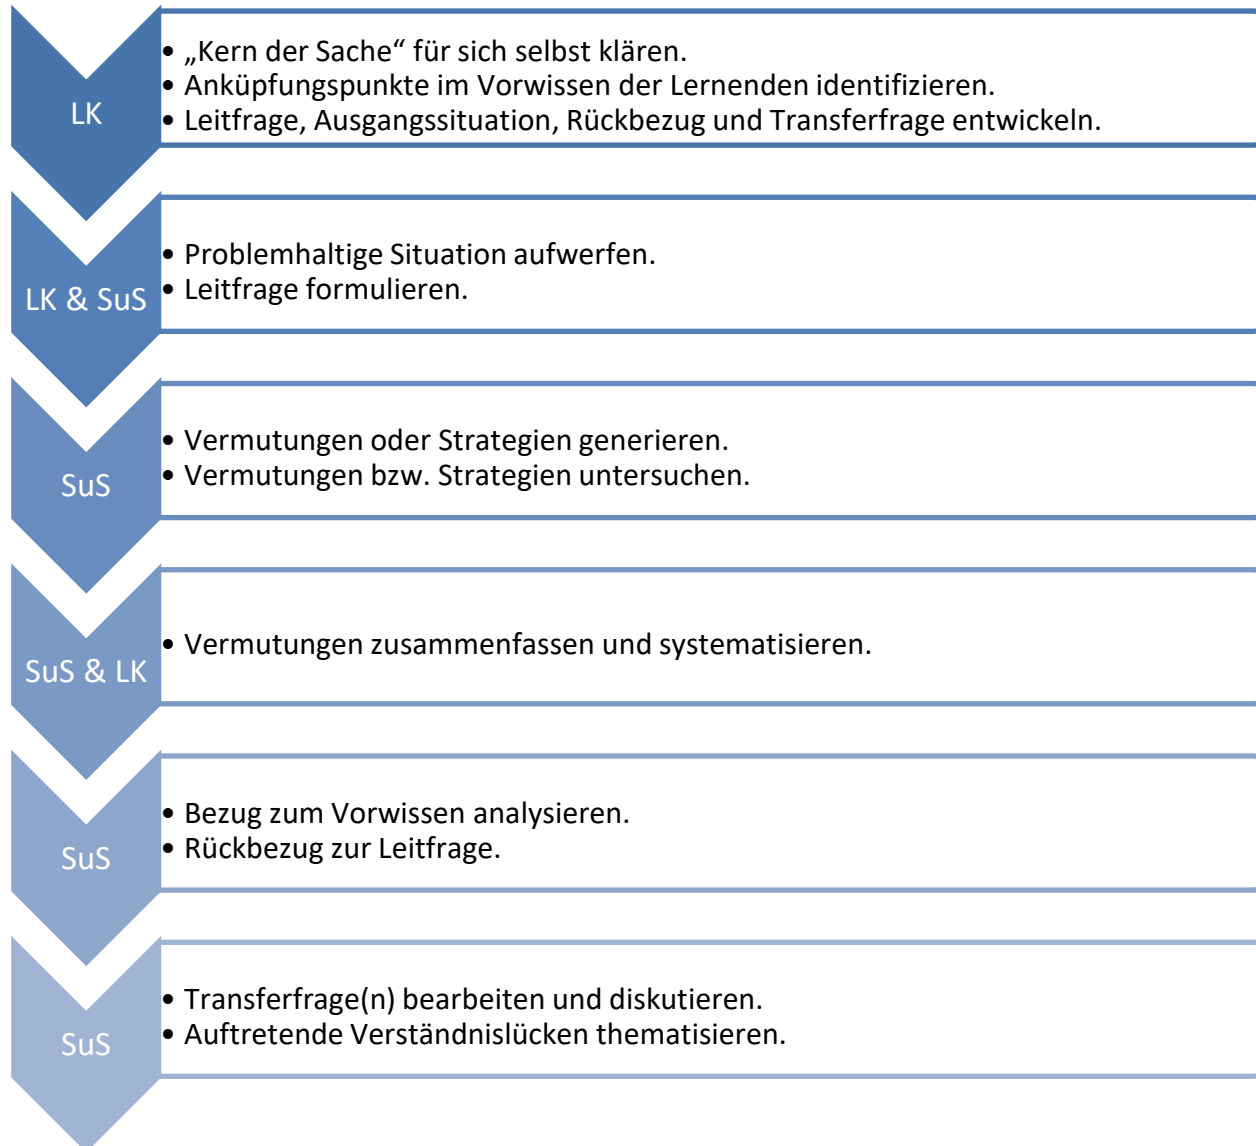 LK
• „Kern der Sache“ für sich selbst klären.
• Anküpfungspunkte im Vorwissen der Lernenden identifizieren.
• Leitfrage, Ausgangssituation, Rückbezug und Transferfrage entwickeln.
LK & SuS
• Problemhaltige Situation aufwerfen.
• Leitfrage formulieren.
SuS
• Vermutungen oder Strategien generieren.
• Vermutungen bzw. Strategien untersuchen.
SuS & LK
• Vermutungen zusammenfassen und systematisieren.
SuS
• Bezug zum Vorwissen analysieren.
• Rückbezug zur Leitfrage.
SuS
• Transferfrage(n) bearbeiten und diskutieren.
• Auftretende Verständnislücken thematisieren.